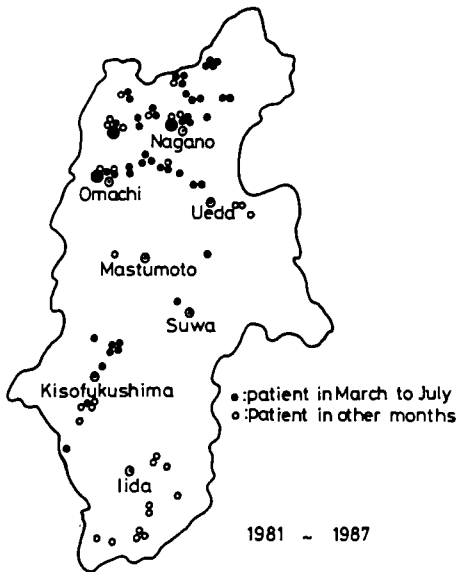 Nagano
Omachi
Ueda
Mastumoto
Suwa
Kisofukushima
●:patient in March to July
○:Patient in other months
Iida
1981 ~ 1987